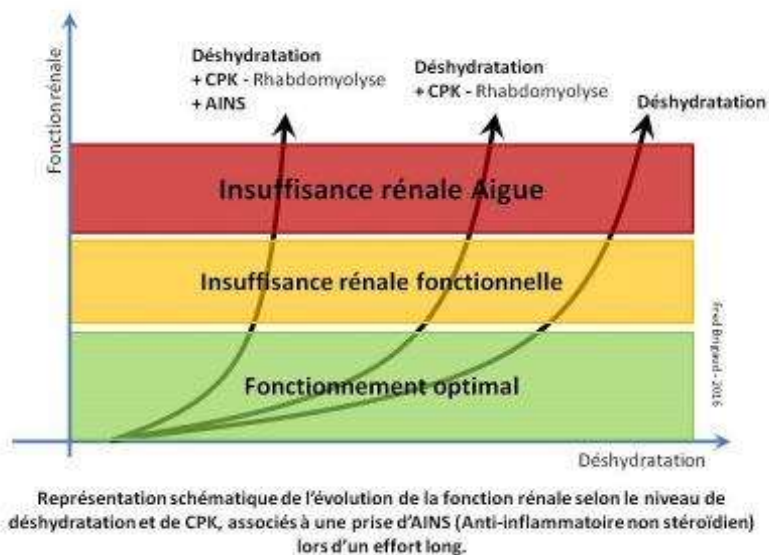 Fonction rénale
Déshydratation
+ CPK - Rhabdomyolyse
+ AINS
Déshydratation
+ CPK - Rhabdomyolyse
Déshydratation
Insuffisance rénale Aigue
Insuffisance rénale fonctionnelle
Fonctionnement optimal
Fred Brigaud - 2016
Déshydratation
Représentation schématique de l'évolution de la fonction rénale selon le niveau de
déshydratation et de CPK, associés à une prise d'AINS (Anti-inflammatoire non stéroïdien)
lors d'un effort long.